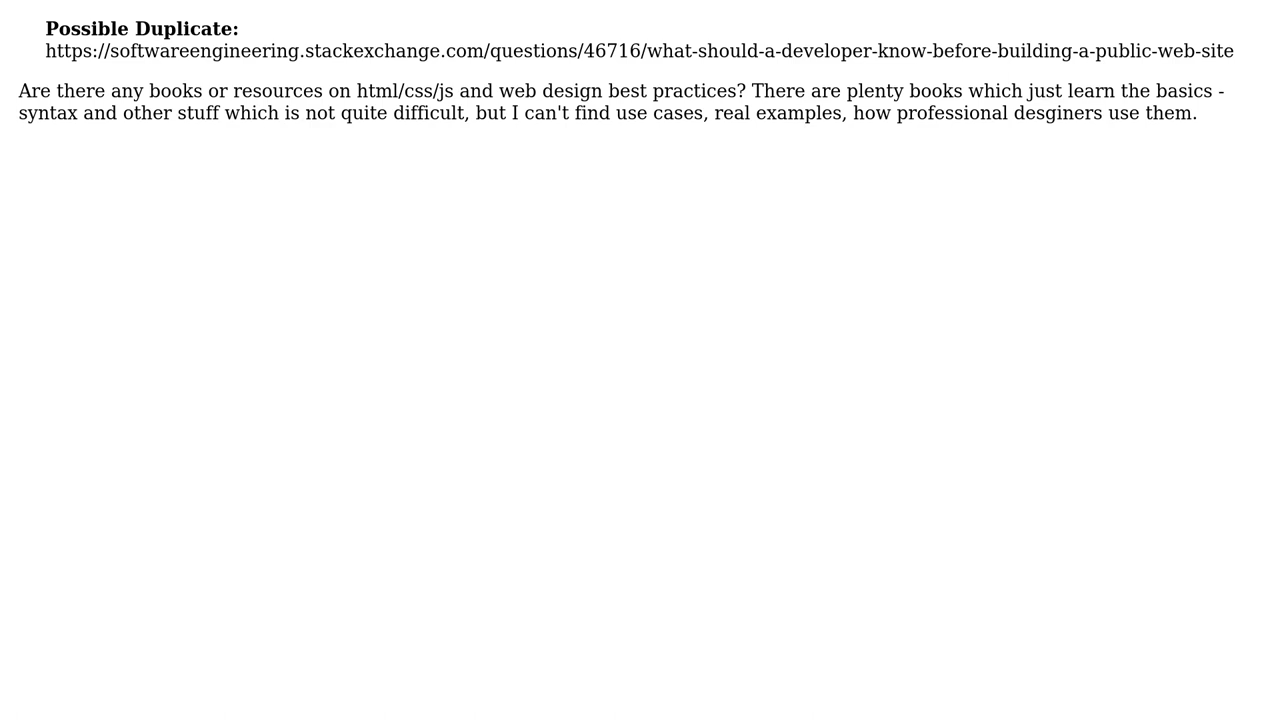 Possible Duplicate:
https://softwareengineering.stackexchange.com/questions/46716/what-should-a-developer-know-before-building-a-public-web-site
Are there any books or resources on html/css/js and web design best practices? There are plenty books which just learn the basics -
syntax and other stuff which is not quite difficult, but I can't find use cases, real examples, how professional desginers use them.